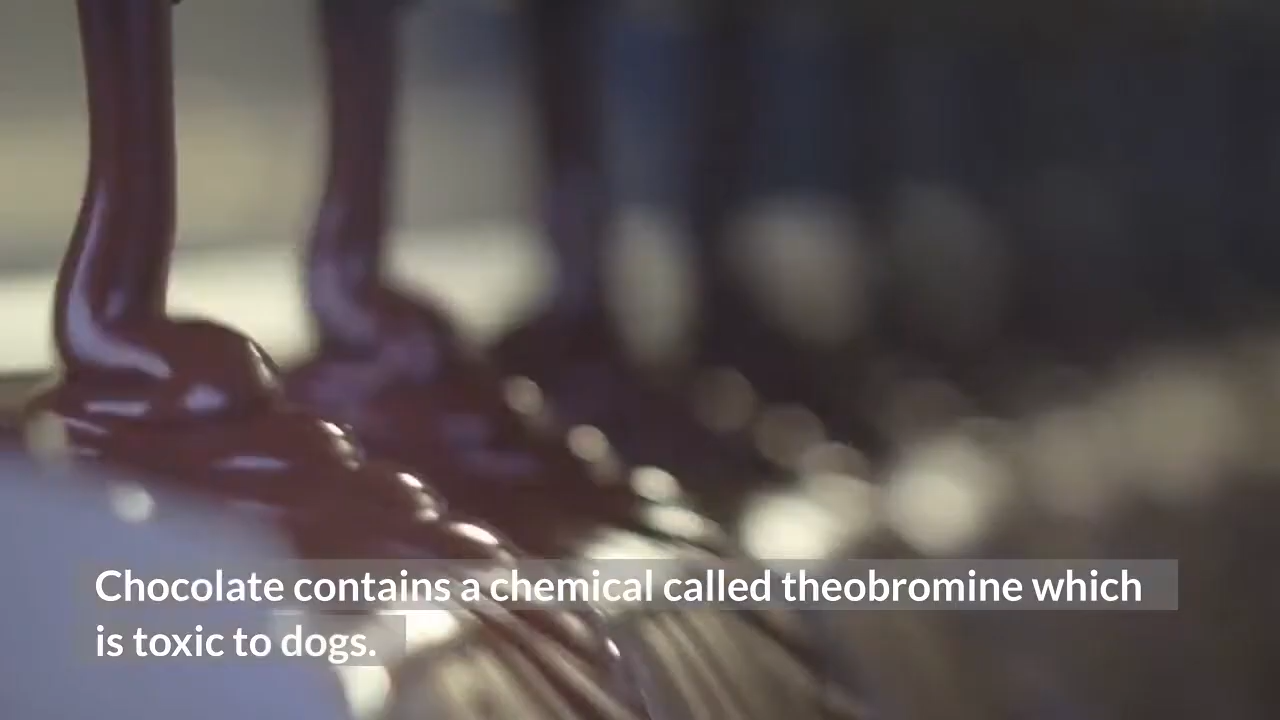 Chocolate contains a chemical called theobromine which
is toxic to dogs.